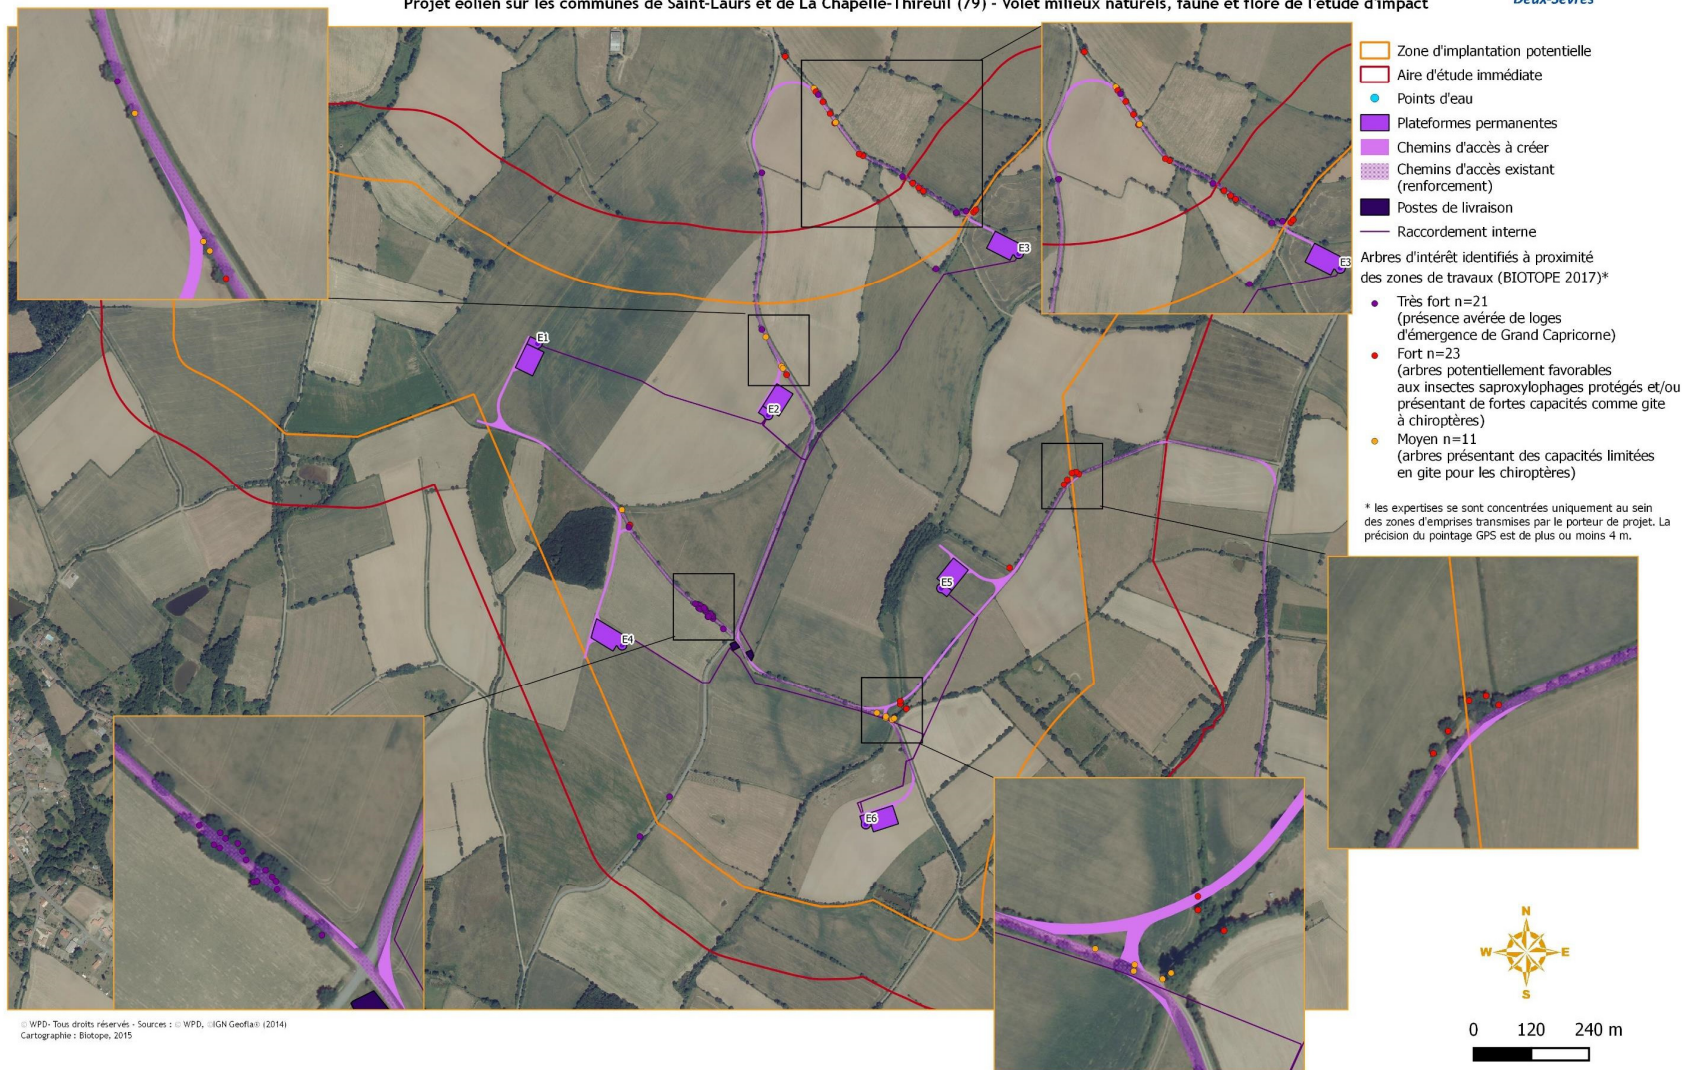 Projet éolien sur les communes de Saint-Laurs et de La Chapelle-Thireuil (79) - Volet milieux naturels, faune et flore de l'étude d'impact
Deux-Sèvres
Zone d'implantation potentielle
Aire d'étude immédiate
Points d'eau
Plateformes permanentes
Chemins d'accès à créer
Chemins d'accès existant
(renforcement)
Postes de livraison
Raccordement interne
Arbres d'intérêt identifiés à proximité
des zones de travaux (BIOTOPE 2017)*
Très fort n=21
(présence avérée de loges
d'émergence de Grand Capricorne)
Fort n=23
(arbres potentiellement favorables
aux insectes saproxylophages protégés et/ou
présentant de fortes capacités comme gite
à chiroptères)
Moyen n=11
(arbres présentant des capacités limitées
en gite pour les chiroptères)
* les expertises se sont concentrées uniquement au sein
des zones d'emprises transmises par le porteur de projet. La
précision du pointage GPS est de plus ou moins 4 m.
E3
E3
E1
E2
E5
E4
E6
N
W E
S
0 120 240 m
© WPD- Tous droits réservés - Sources : © WPD, ©IGN Geofla® (2014)
Cartographie : Biotope, 2015